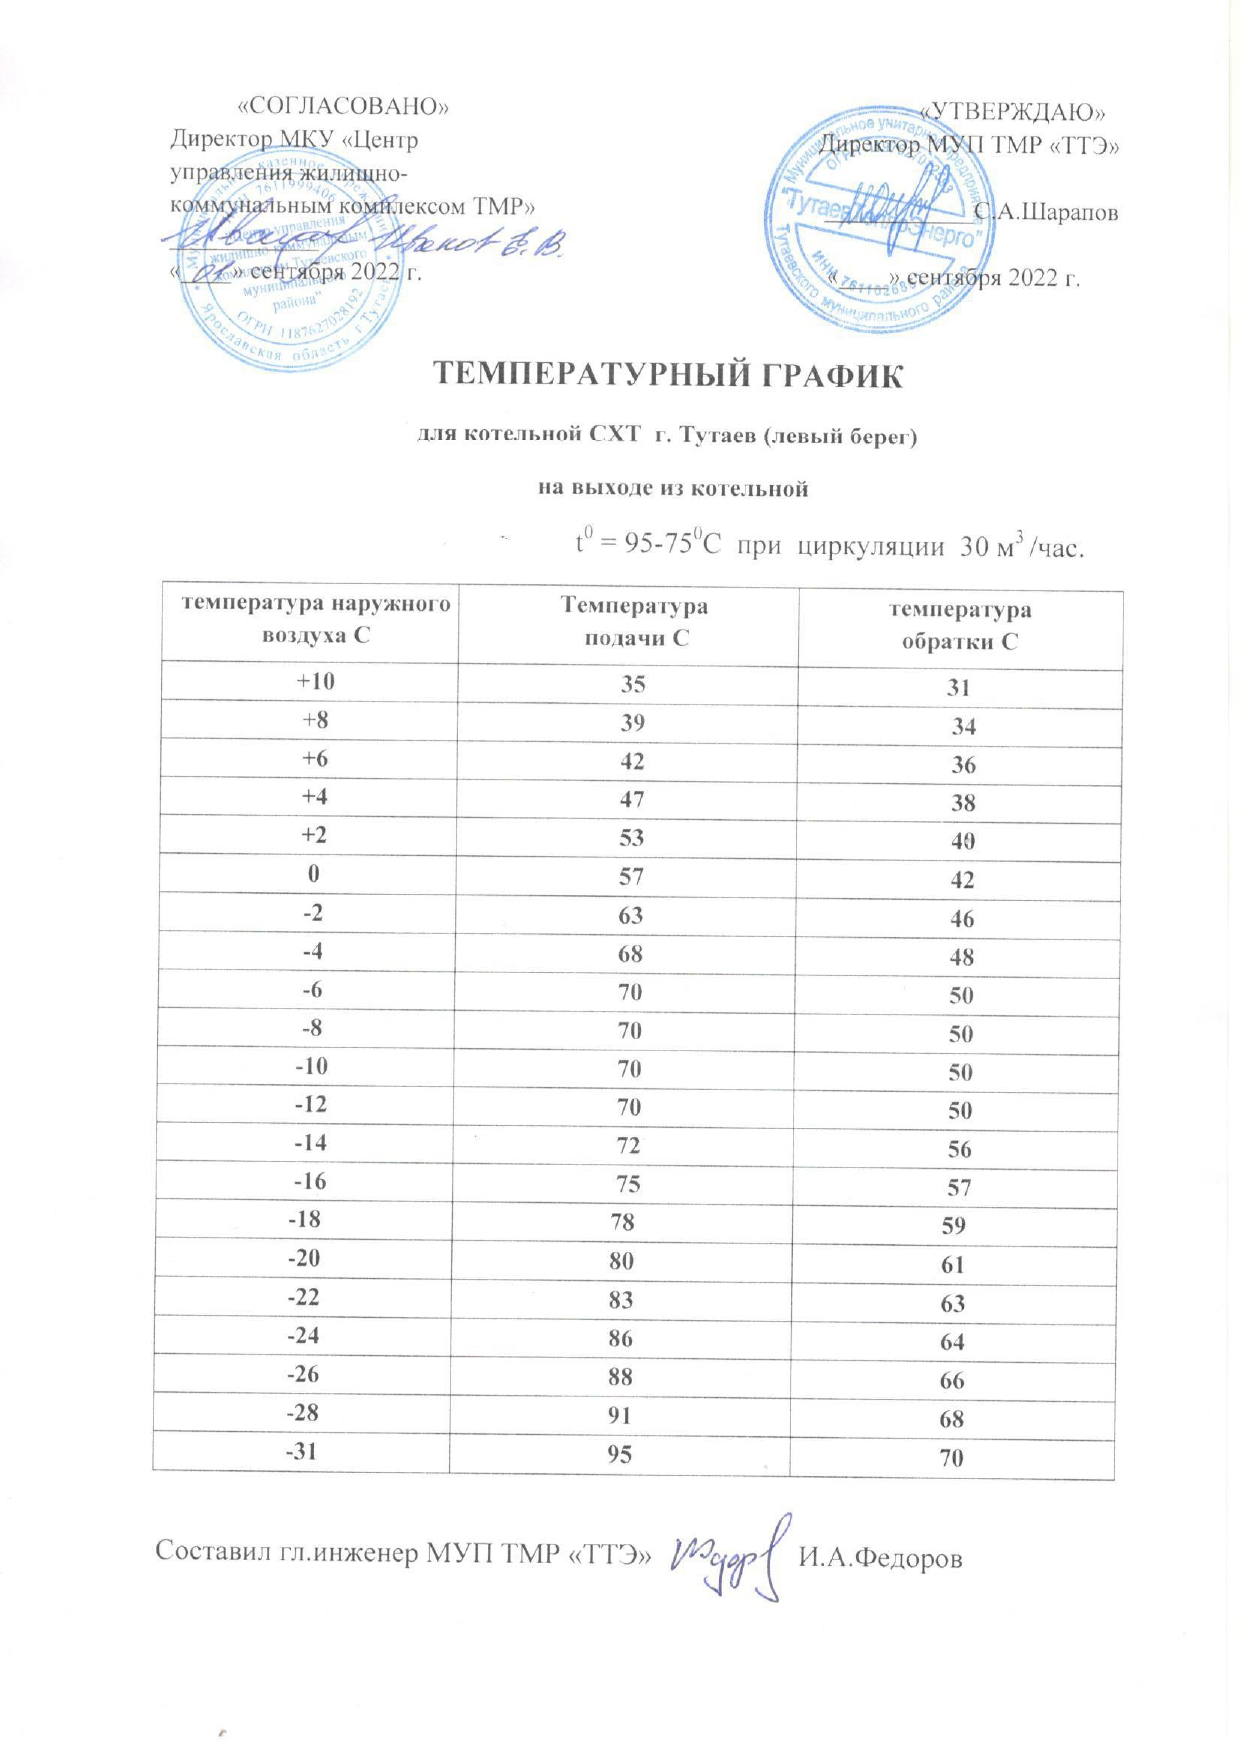 «СОГЛАСОВАНО»
Директор МКУ «Центр
управления жилищно-
коммунальным комплексом ТМР»
Иванов Е.В.
«01» сентября 2022 г.
«УТВЕРЖДАЮ»
Директор МУП ТМР «ТТЭ»
С.А.Шарапов
«____» сентября 2022 г.
ТЕМПЕРАТУРНЫЙ ГРАФИК
для котельной СХТ г. Тутаев (левый берег)
на выходе из котельной
t⁰ = 95-75⁰С при циркуляции 30 м³/час.
температура наружного воздуха С Температура подачи С температура обратки С
+10 35 31
+8 39 34
+6 42 36
+4 47 38
+2 53 40
0 57 42
-2 63 46
-4 68 48
-6 70 50
-8 70 50
-10 70 50
-12 70 50
-14 72 56
-16 75 57
-18 78 59
-20 80 61
-22 83 63
-24 86 64
-26 88 66
-28 91 68
-31 95 70
Составил гл.инженер МУП ТМР «ТТЭ» И.А.Федоров